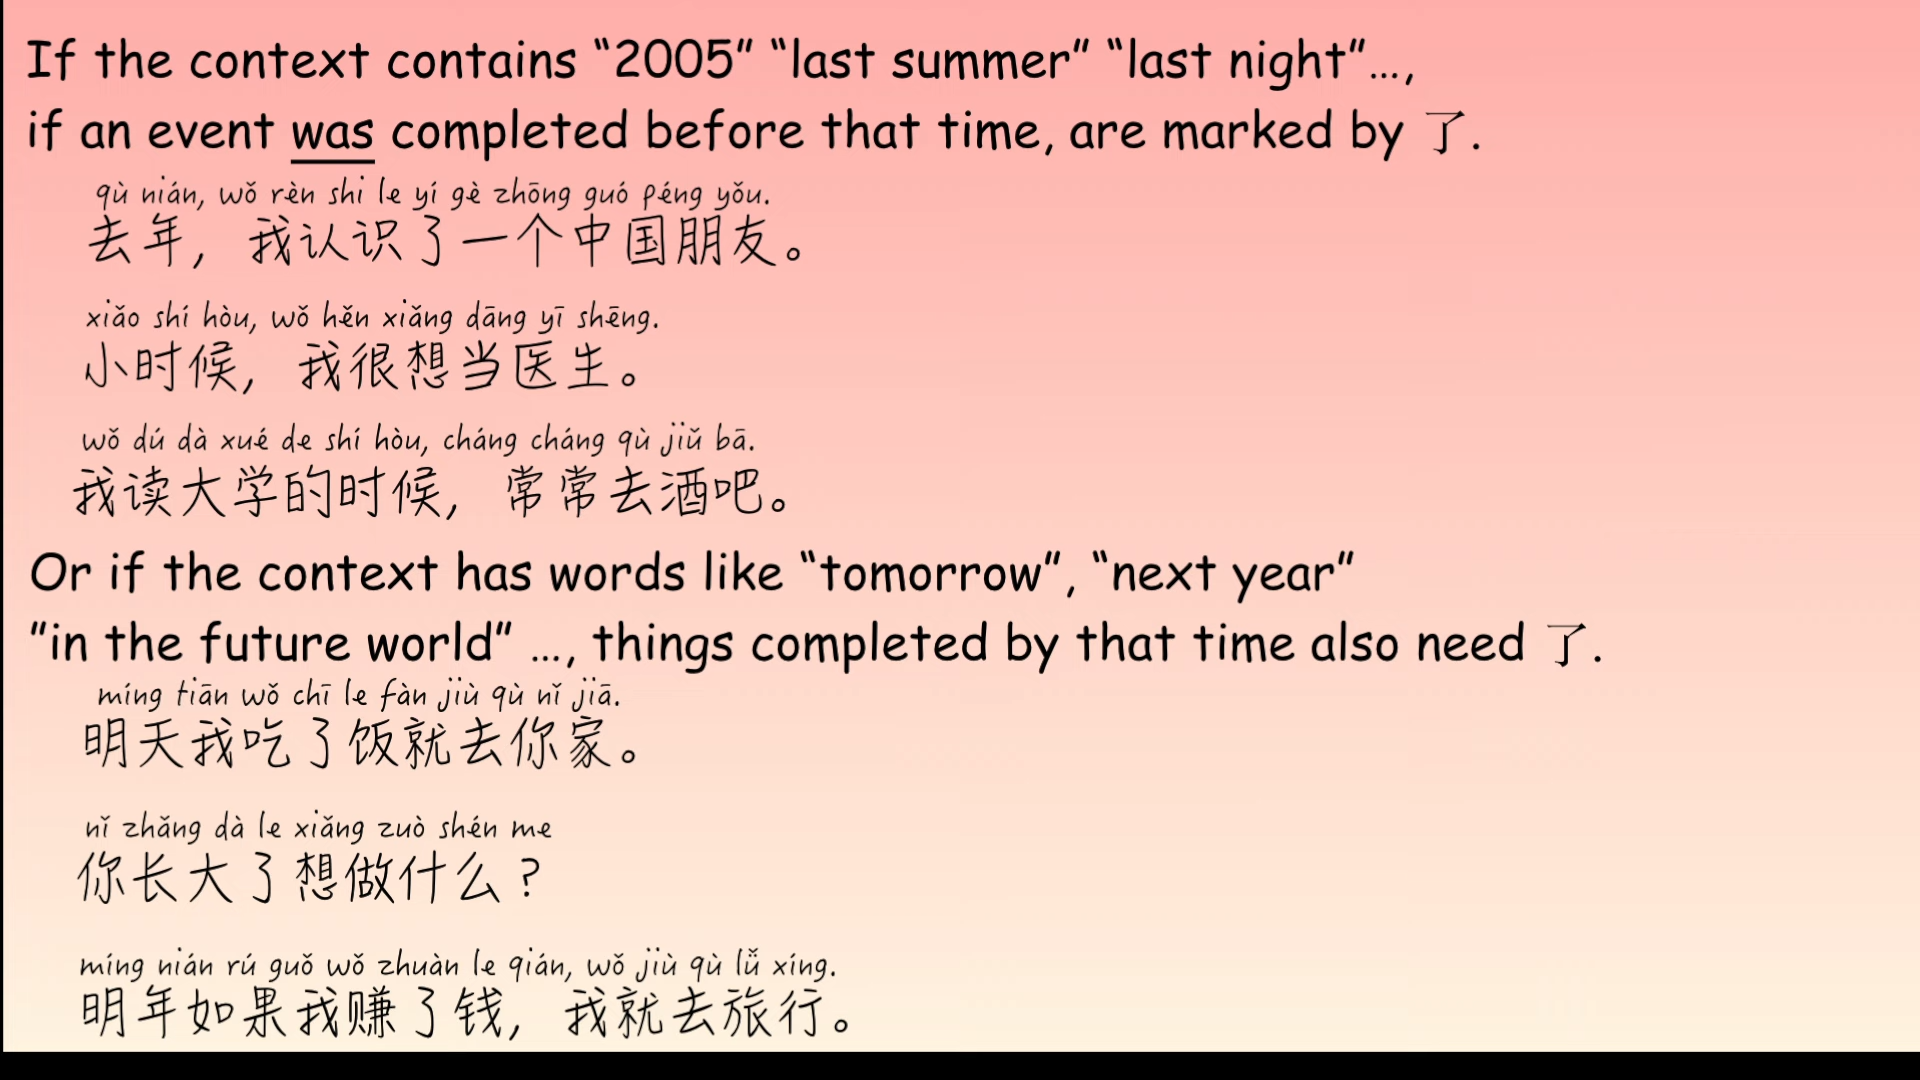 If the context contains “2005” “last summer” “last night”…,
if an event was completed before that time, are marked by 了.
qù nián, wǒ rèn shi le yí gè zhōng guó péng yǒu.
去年，我认识了一个中国朋友。
xiǎo shí hòu, wǒ hěn xiǎng dāng yī shēng.
小时候，我很想当医生。
wǒ dú dà xué de shí hòu, cháng cháng qù jiǔ bā.
我读大学的时候，常常去酒吧。
Or if the context has words like “tomorrow”, “next year”
”in the future world” …, things completed by that time also need 了.
míng tiān wǒ chī le fàn jiù qù nǐ jiā.
明天我吃了饭就去你家。
nǐ zhǎng dà le xiǎng zuò shén me
你长大了想做什么？
míng nián rú guǒ wǒ zhuàn le qián, wǒ jiù qù lǚ xíng.
明年如果我赚了钱，我就去旅行。